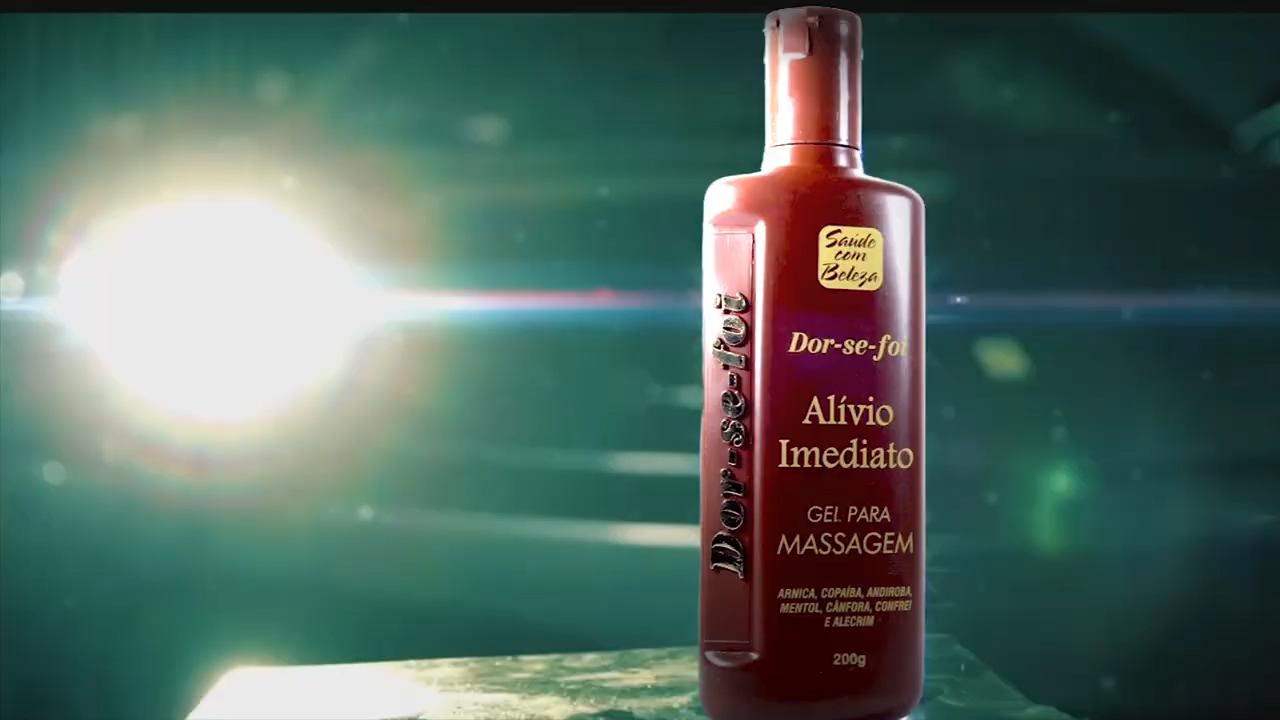 Saúde
com
Beleza
Dor-se-foi
Alívio
Imediato
GEL PARA
MASSAGEM
ARNICA, COPAÍBA, ANDIROBA,
MENTOL, CÂNFORA, CONFREI
E ALECRIM
200g
Dor-se-foi